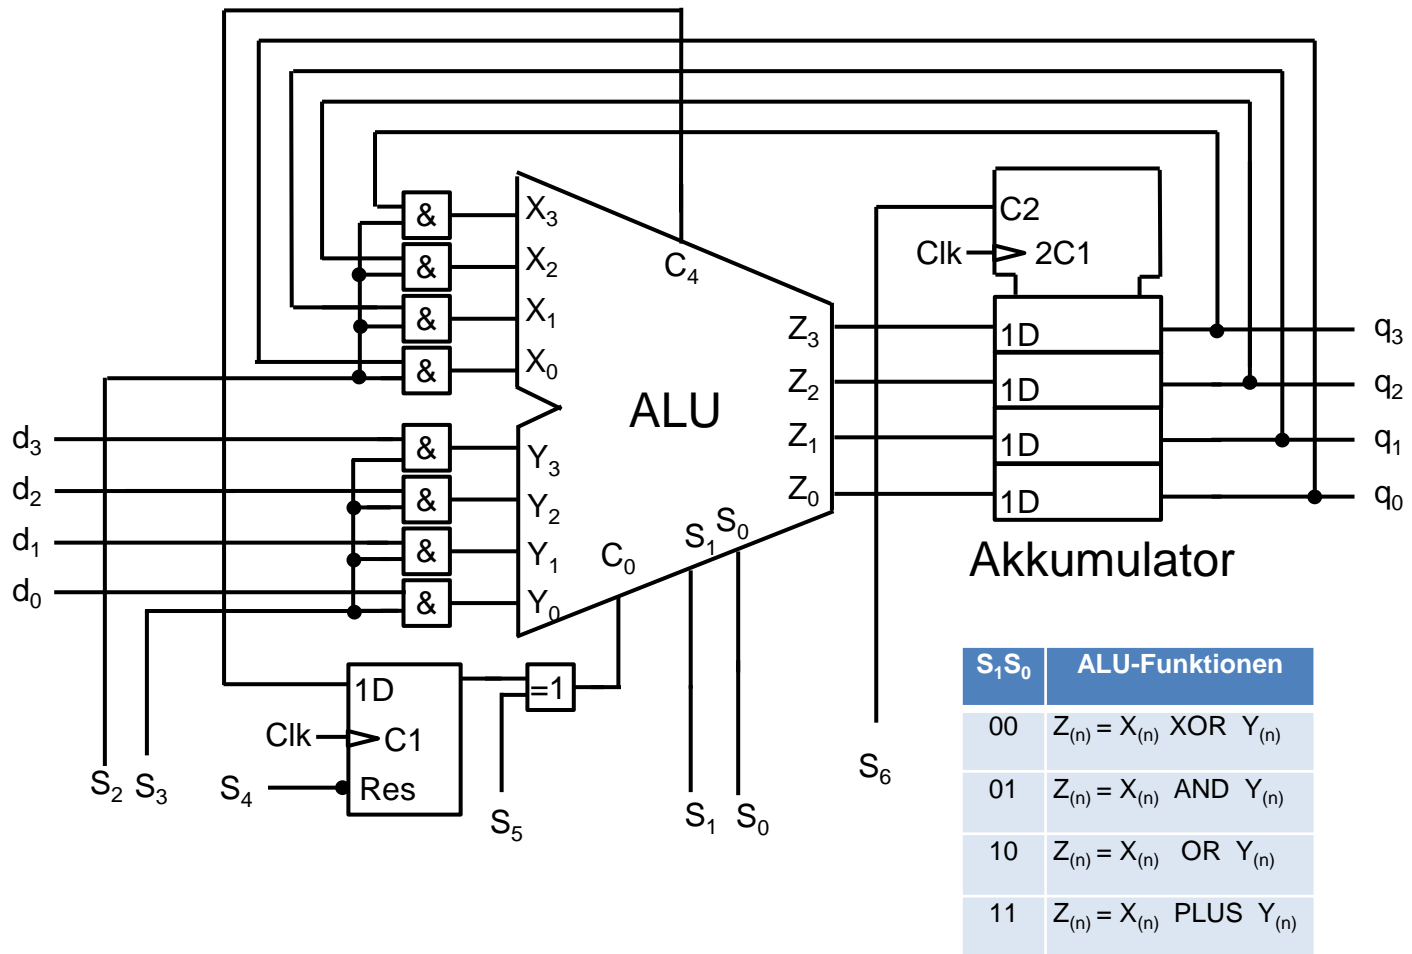 &
&
&
&
X3
X2
X1
X0
C4
C2
Clk
2C1
Z3
Z2
Z1
Z0
1D
1D
1D
1D
q3
q2
q1
q0
ALU
d3
d2
d1
d0
&
&
&
&
Y3
Y2
Y1
Y0
C0
S1
S0
Akkumulator
1D
Clk
C1
Res
=1
S2
S3
S4
S5
S1
S0
S6
S1S0 ALU-Funktionen
00 Z(n) = X(n) XOR Y(n)
01 Z(n) = X(n) AND Y(n)
10 Z(n) = X(n) OR Y(n)
11 Z(n) = X(n) PLUS Y(n)